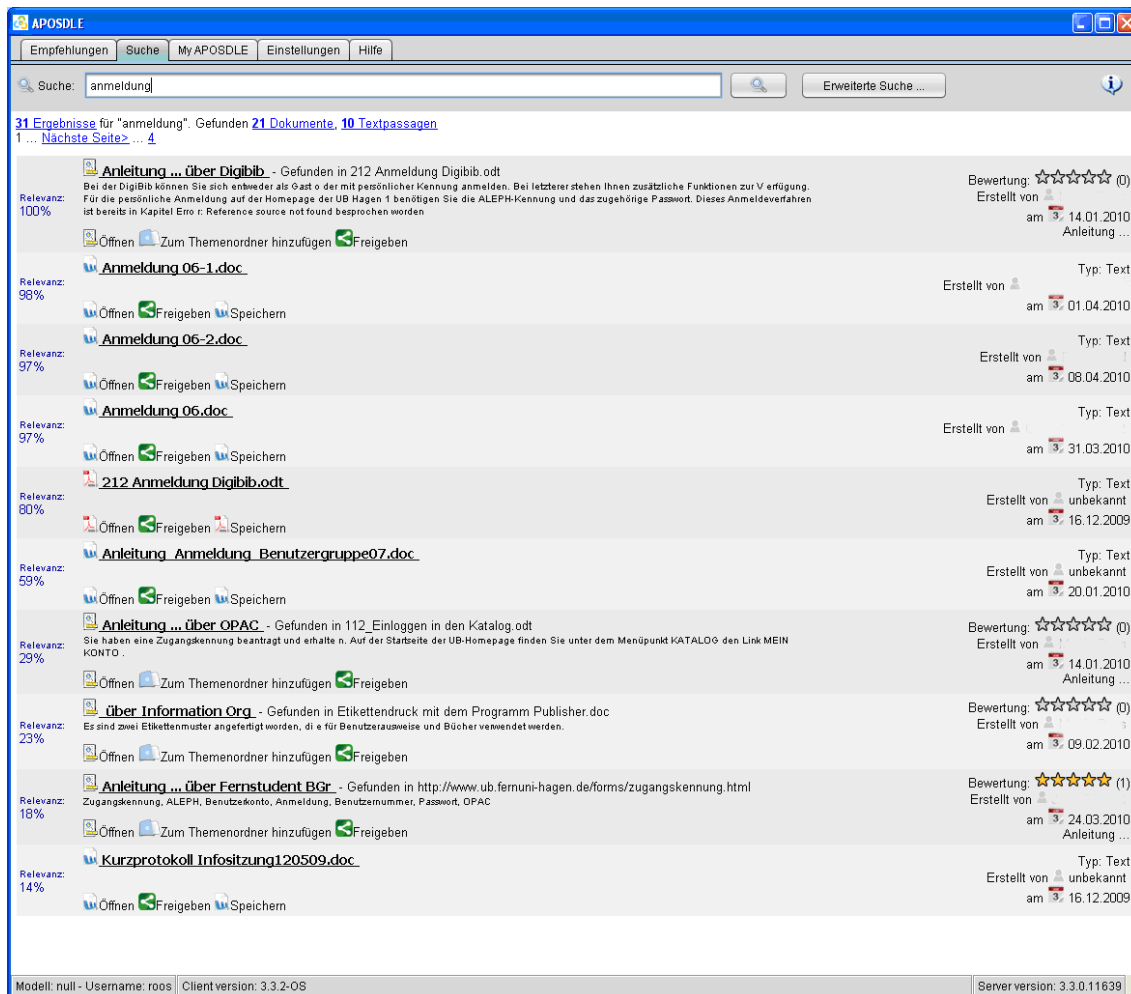 APOSDLE
Empfehlungen Suche My APOSDLE Einstellungen Hilfe
Suche: anmeldung Erweiterte Suche ...
31 Ergebnisse für "anmeldung". Gefunden 21 Dokumente, 10 Textpassagen
1 ... Nächste Seite> ... 4
Anleitung ... über Digibib - Gefunden in 212 Anmeldung Digibib.odt
Bei der DigiBib können Sie sich entweder als Gast o der mit persönlicher Kennung anmelden. Bei letzterer stehen Ihnen zusätzliche Funktionen zur V erfügung.
Für die persönliche Anmeldung auf der Homepage der UB Hagen 1 benötigen Sie die ALEPH-Kennung und das zugehörige Passwort. Dieses Anmeldeverfahren
ist bereits in Kapitel Erro r: Reference source not found besprochen worden
Relevanz:
100%
Bewertung: (0)
Erstellt von
am 3 14.01.2010
Anleitung ...
Öffnen Zum Themenordner hinzufügen Freigeben
Anmeldung 06-1.doc
Relevanz:
98%
Typ: Text
Erstellt von
am 3 01.04.2010
Öffnen Freigeben Speichern
Anmeldung 06-2.doc
Relevanz:
97%
Typ: Text
Erstellt von
am 3 08.04.2010
Öffnen Freigeben Speichern
Anmeldung 06.doc
Relevanz:
97%
Typ: Text
Erstellt von
am 3 31.03.2010
Öffnen Freigeben Speichern
212 Anmeldung Digibib.odt
Relevanz:
80%
Typ: Text
Erstellt von unbekannt
am 3 16.12.2009
Öffnen Freigeben Speichern
Anleitung_Anmeldung_Benutzergruppe07.doc
Relevanz:
59%
Typ: Text
Erstellt von unbekannt
am 3 20.01.2010
Öffnen Freigeben Speichern
Anleitung ... über OPAC - Gefunden in 112_Einloggen in den Katalog.odt
Sie haben eine Zugangskennung beantragt und erhalte n. Auf der Startseite der UB-Homepage finden Sie unter dem Menüpunkt KATALOG den Link MEIN
KONTO .
Relevanz:
29%
Bewertung: (0)
Erstellt von
am 3 14.01.2010
Anleitung ...
Öffnen Zum Themenordner hinzufügen Freigeben
über Information Org - Gefunden in Etikettendruck mit dem Programm Publisher.doc
Es sind zwei Etikettenmuster angefertigt worden, di e für Benutzerausweise und Bücher verwendet werden.
Relevanz:
23%
Bewertung: (0)
Erstellt von
am 3 09.02.2010
Öffnen Zum Themenordner hinzufügen Freigeben
Anleitung ... über Fernstudent BGr - Gefunden in http://www.ub.fernuni-hagen.de/forms/zugangskennung.html
Zugangskennung, ALEPH, Benutzerkonto, Anmeldung, Benutzernummer, Passwort, OPAC
Relevanz:
18%
Bewertung: (1)
Erstellt von
am 3 24.03.2010
Anleitung ...
Öffnen Zum Themenordner hinzufügen Freigeben
Kurzprotokoll Infositzung120509.doc
Relevanz:
14%
Typ: Text
Erstellt von unbekannt
am 3 16.12.2009
Öffnen Freigeben Speichern
Modell: null - Username: roos Client version: 3.3.2-OS Server version: 3.3.0.11639